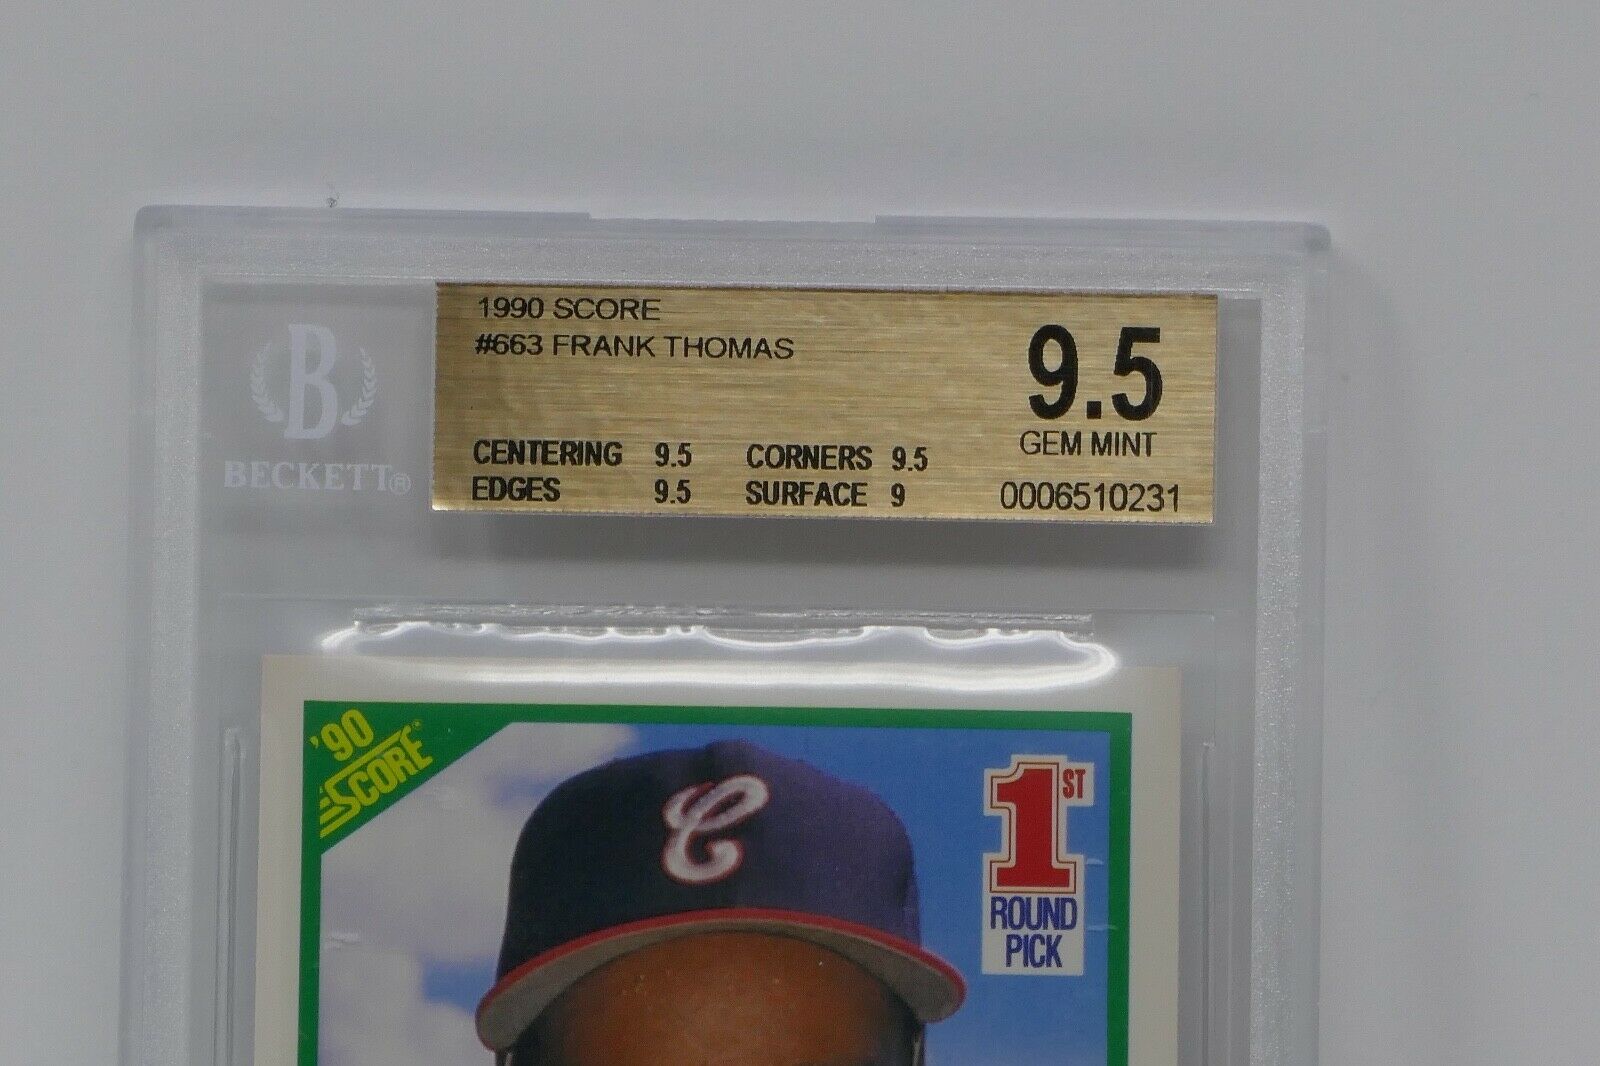 1990 SCORE
#663 FRANK THOMAS
9.5
GEM MINT
CENTERING 9.5 CORNERS 9.5
EDGES 9.5 SURFACE 9
0006510231
B
BECKETT®
'90
SCORE®
C
1ST
ROUND
PICK